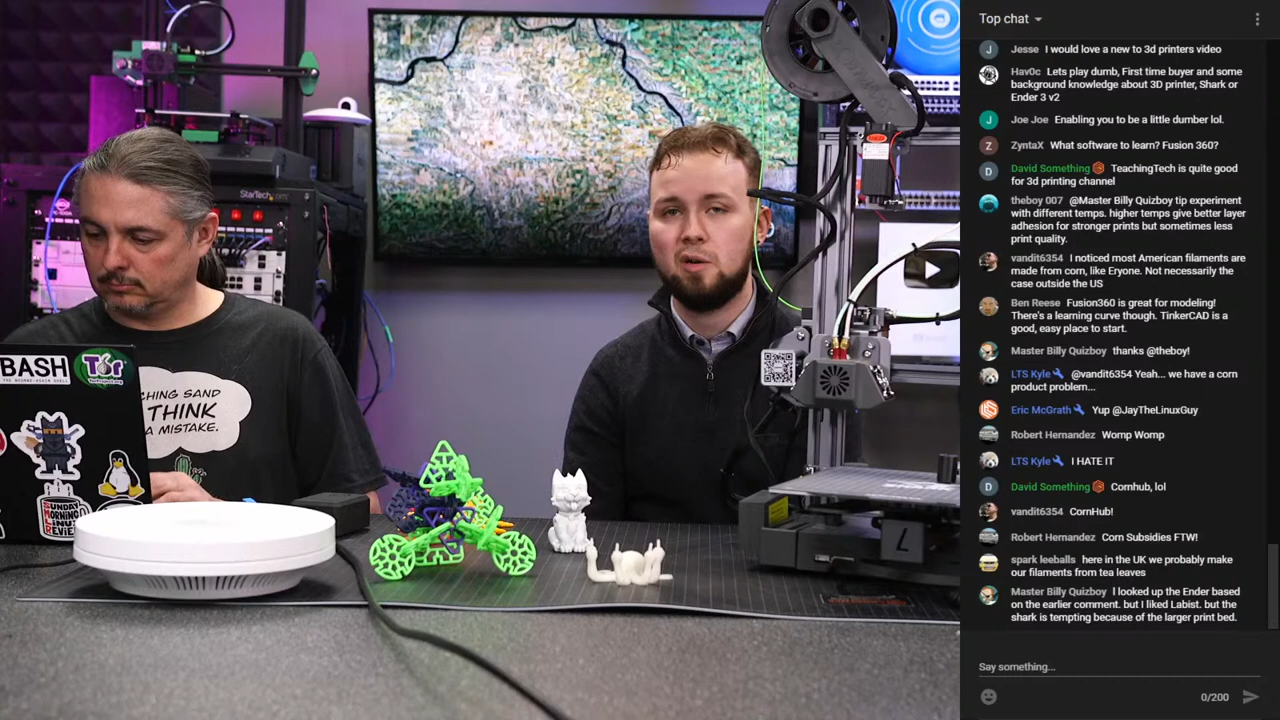 StarTech
BASH
THE BOURNE-AGAIN SHELL
Tor
TorProject.org
CHING SAND
THINK
A MISTAKE.
SUNDAY
MORNING
LINUX
REVIEW
L
Top chat
Jesse I would love a new to 3d printers video
Hav0c Lets play dumb, First time buyer and some
background knowledge about 3D printer, Shark or
Ender 3 v2
Joe Joe Enabling you to be a little dumberer lol.
ZyntaX What software to learn? Fusion 360?
David Something TeachingTech is quite good
for 3d printing channel
theboy 007 @Master Billy Quizboy tip experiment
with different temps. higher temps give better layer
adhesion for stronger prints but sometimes less
print quality.
vandit6354 I noticed most American filaments are
made from corn, like Eryone. Not necessarily the
case outside the US
Ben Reese Fusion360 is great for modeling!
There's a learning curve though. TinkerCAD is a
good, easy place to start.
Master Billy Quizboy thanks @theboy!
LTS Kyle @vandit6354 Yeah... we have a corn
product problem...
Eric McGrath Yup @JayTheLinuxGuy
Robert Hernandez Womp Womp
LTS Kyle I HATE IT
David Something Cornhub, lol
vandit6354 CornHub!
Robert Hernandez Corn Subsidies FTW!
spark leeballs here in the UK we probably make
our filaments from tea leaves
Master Billy Quizboy I looked up the Ender based
on the earlier comment. but I liked Labist. but the
shark is tempting because of the larger print bed.
Say something...
0/200